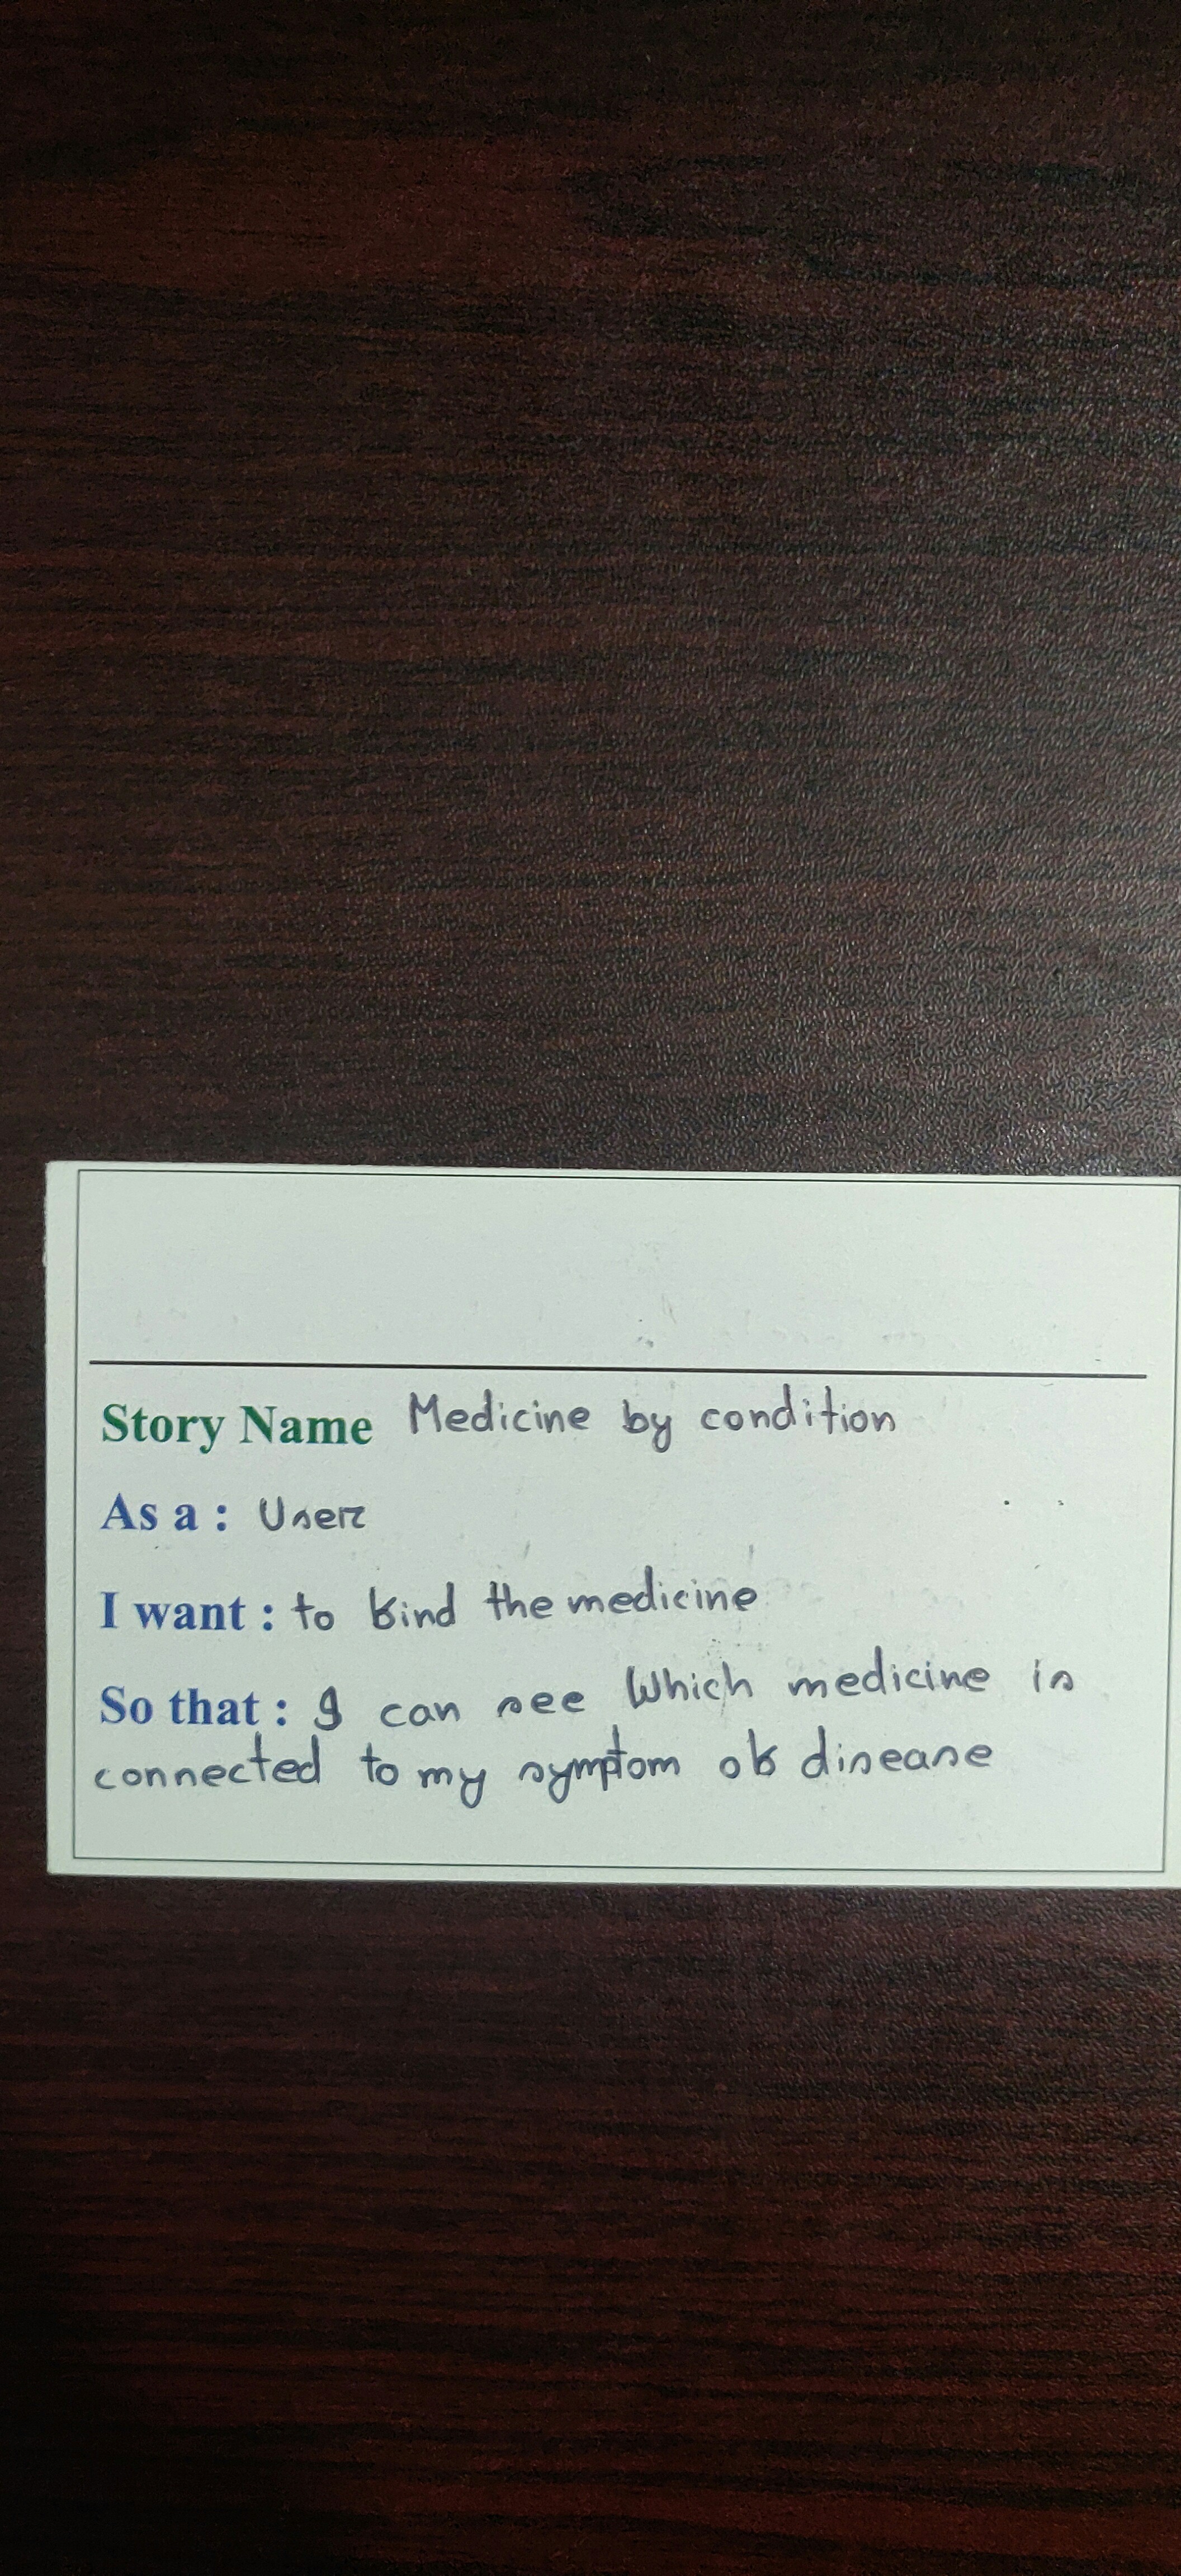 Story Name Medicine by condition
As a : User
I want : to find the medicine
So that : I can see Which medicine is
connected to my symptom of disease